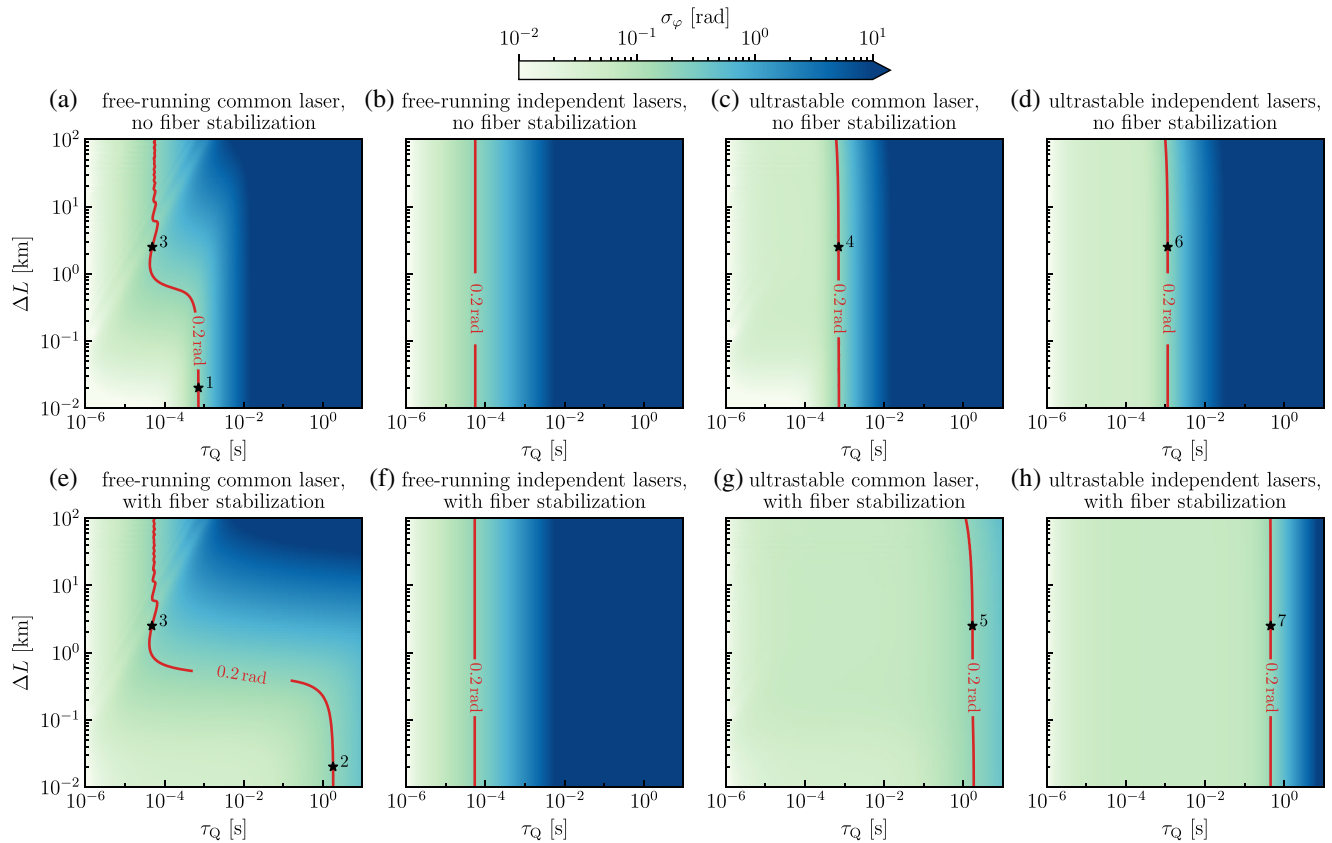 σφ [rad]
10⁻² 10⁻¹ 10⁰ 10¹
(a) free-running common laser,
no fiber stabilization
(b) free-running independent lasers,
no fiber stabilization
(c) ultrastable common laser,
no fiber stabilization
(d) ultrastable independent lasers,
no fiber stabilization
ΔL [km]
10²
10¹
10⁰
10⁻¹
10⁻²
3
0.2 rad
1
0.2 rad
4
0.2 rad
6
0.2 rad
10⁻⁶ 10⁻⁴ 10⁻² 10⁰
10⁻⁶ 10⁻⁴ 10⁻² 10⁰
10⁻⁶ 10⁻⁴ 10⁻² 10⁰
10⁻⁶ 10⁻⁴ 10⁻² 10⁰
τQ [s]
τQ [s]
τQ [s]
τQ [s]
(e) free-running common laser,
with fiber stabilization
(f) free-running independent lasers,
with fiber stabilization
(g) ultrastable common laser,
with fiber stabilization
(h) ultrastable independent lasers,
with fiber stabilization
ΔL [km]
10²
10¹
10⁰
10⁻¹
10⁻²
3
0.2 rad
2
0.2 rad
5
0.2 rad
7
0.2 rad
10⁻⁶ 10⁻⁴ 10⁻² 10⁰
10⁻⁶ 10⁻⁴ 10⁻² 10⁰
10⁻⁶ 10⁻⁴ 10⁻² 10⁰
10⁻⁶ 10⁻⁴ 10⁻² 10⁰
τQ [s]
τQ [s]
τQ [s]
τQ [s]